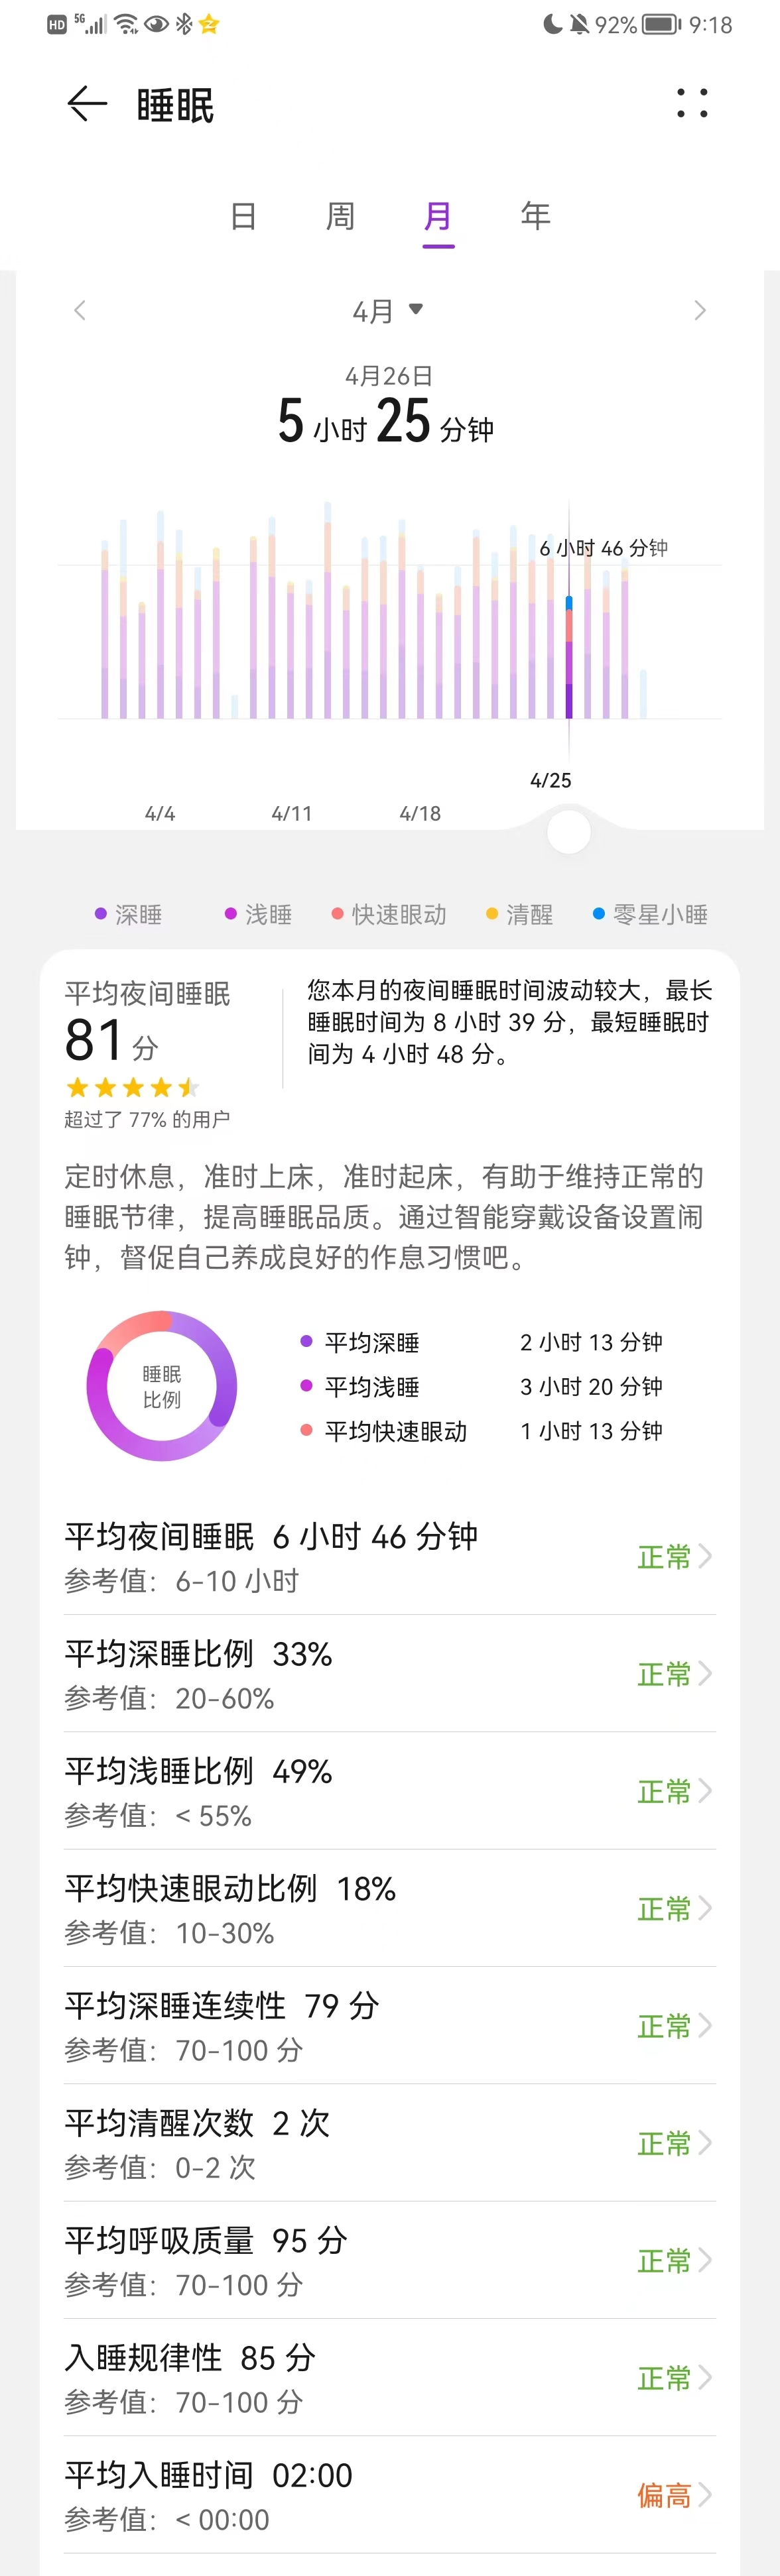 HD 5G 92% 9:18
睡眠
日 周 月 年
4月
4月26日
5 小时 25 分钟
6 小时 46 分钟
4/25
4/4 4/11 4/18
深睡 浅睡 快速眼动 清醒 零星小睡
平均夜间睡眠
81 分
超过了 77% 的用户
您本月的夜间睡眠时间波动较大，最长
睡眠时间为 8 小时 39 分，最短睡眠时
间为 4 小时 48 分。
定时休息，准时上床，准时起床，有助于维持正常的
睡眠节律，提高睡眠品质。通过智能穿戴设备设置闹
钟，督促自己养成良好的作息习惯吧。
睡眠
比例
平均深睡 2 小时 13 分钟
平均浅睡 3 小时 20 分钟
平均快速眼动 1 小时 13 分钟
平均夜间睡眠 6 小时 46 分钟
参考值：6-10 小时
正常
平均深睡比例 33%
参考值：20-60%
正常
平均浅睡比例 49%
参考值：< 55%
正常
平均快速眼动比例 18%
参考值：10-30%
正常
平均深睡连续性 79 分
参考值：70-100 分
正常
平均清醒次数 2 次
参考值：0-2 次
正常
平均呼吸质量 95 分
参考值：70-100 分
正常
入睡规律性 85 分
参考值：70-100 分
正常
平均入睡时间 02:00
参考值：< 00:00
偏高